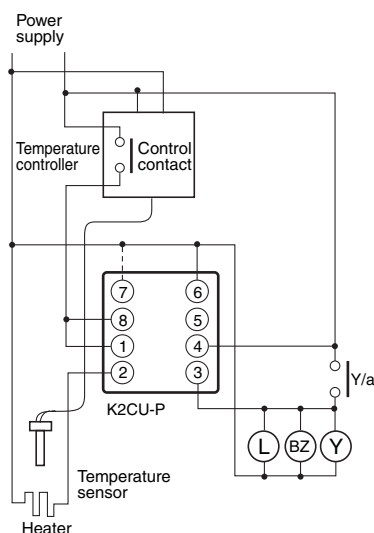 Power
supply
Temperature
controller
Control
contact
7
6
8
5
1
4
2
3
Y/a
K2CU-P
L
BZ
Y
Temperature
sensor
Heater